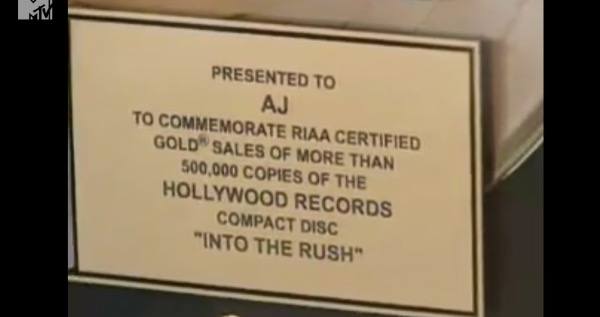 MTV
PRESENTED TO
AJ
TO COMMEMORATE RIAA CERTIFIED
GOLD® SALES OF MORE THAN
500,000 COPIES OF THE
HOLLYWOOD RECORDS
COMPACT DISC
"INTO THE RUSH"